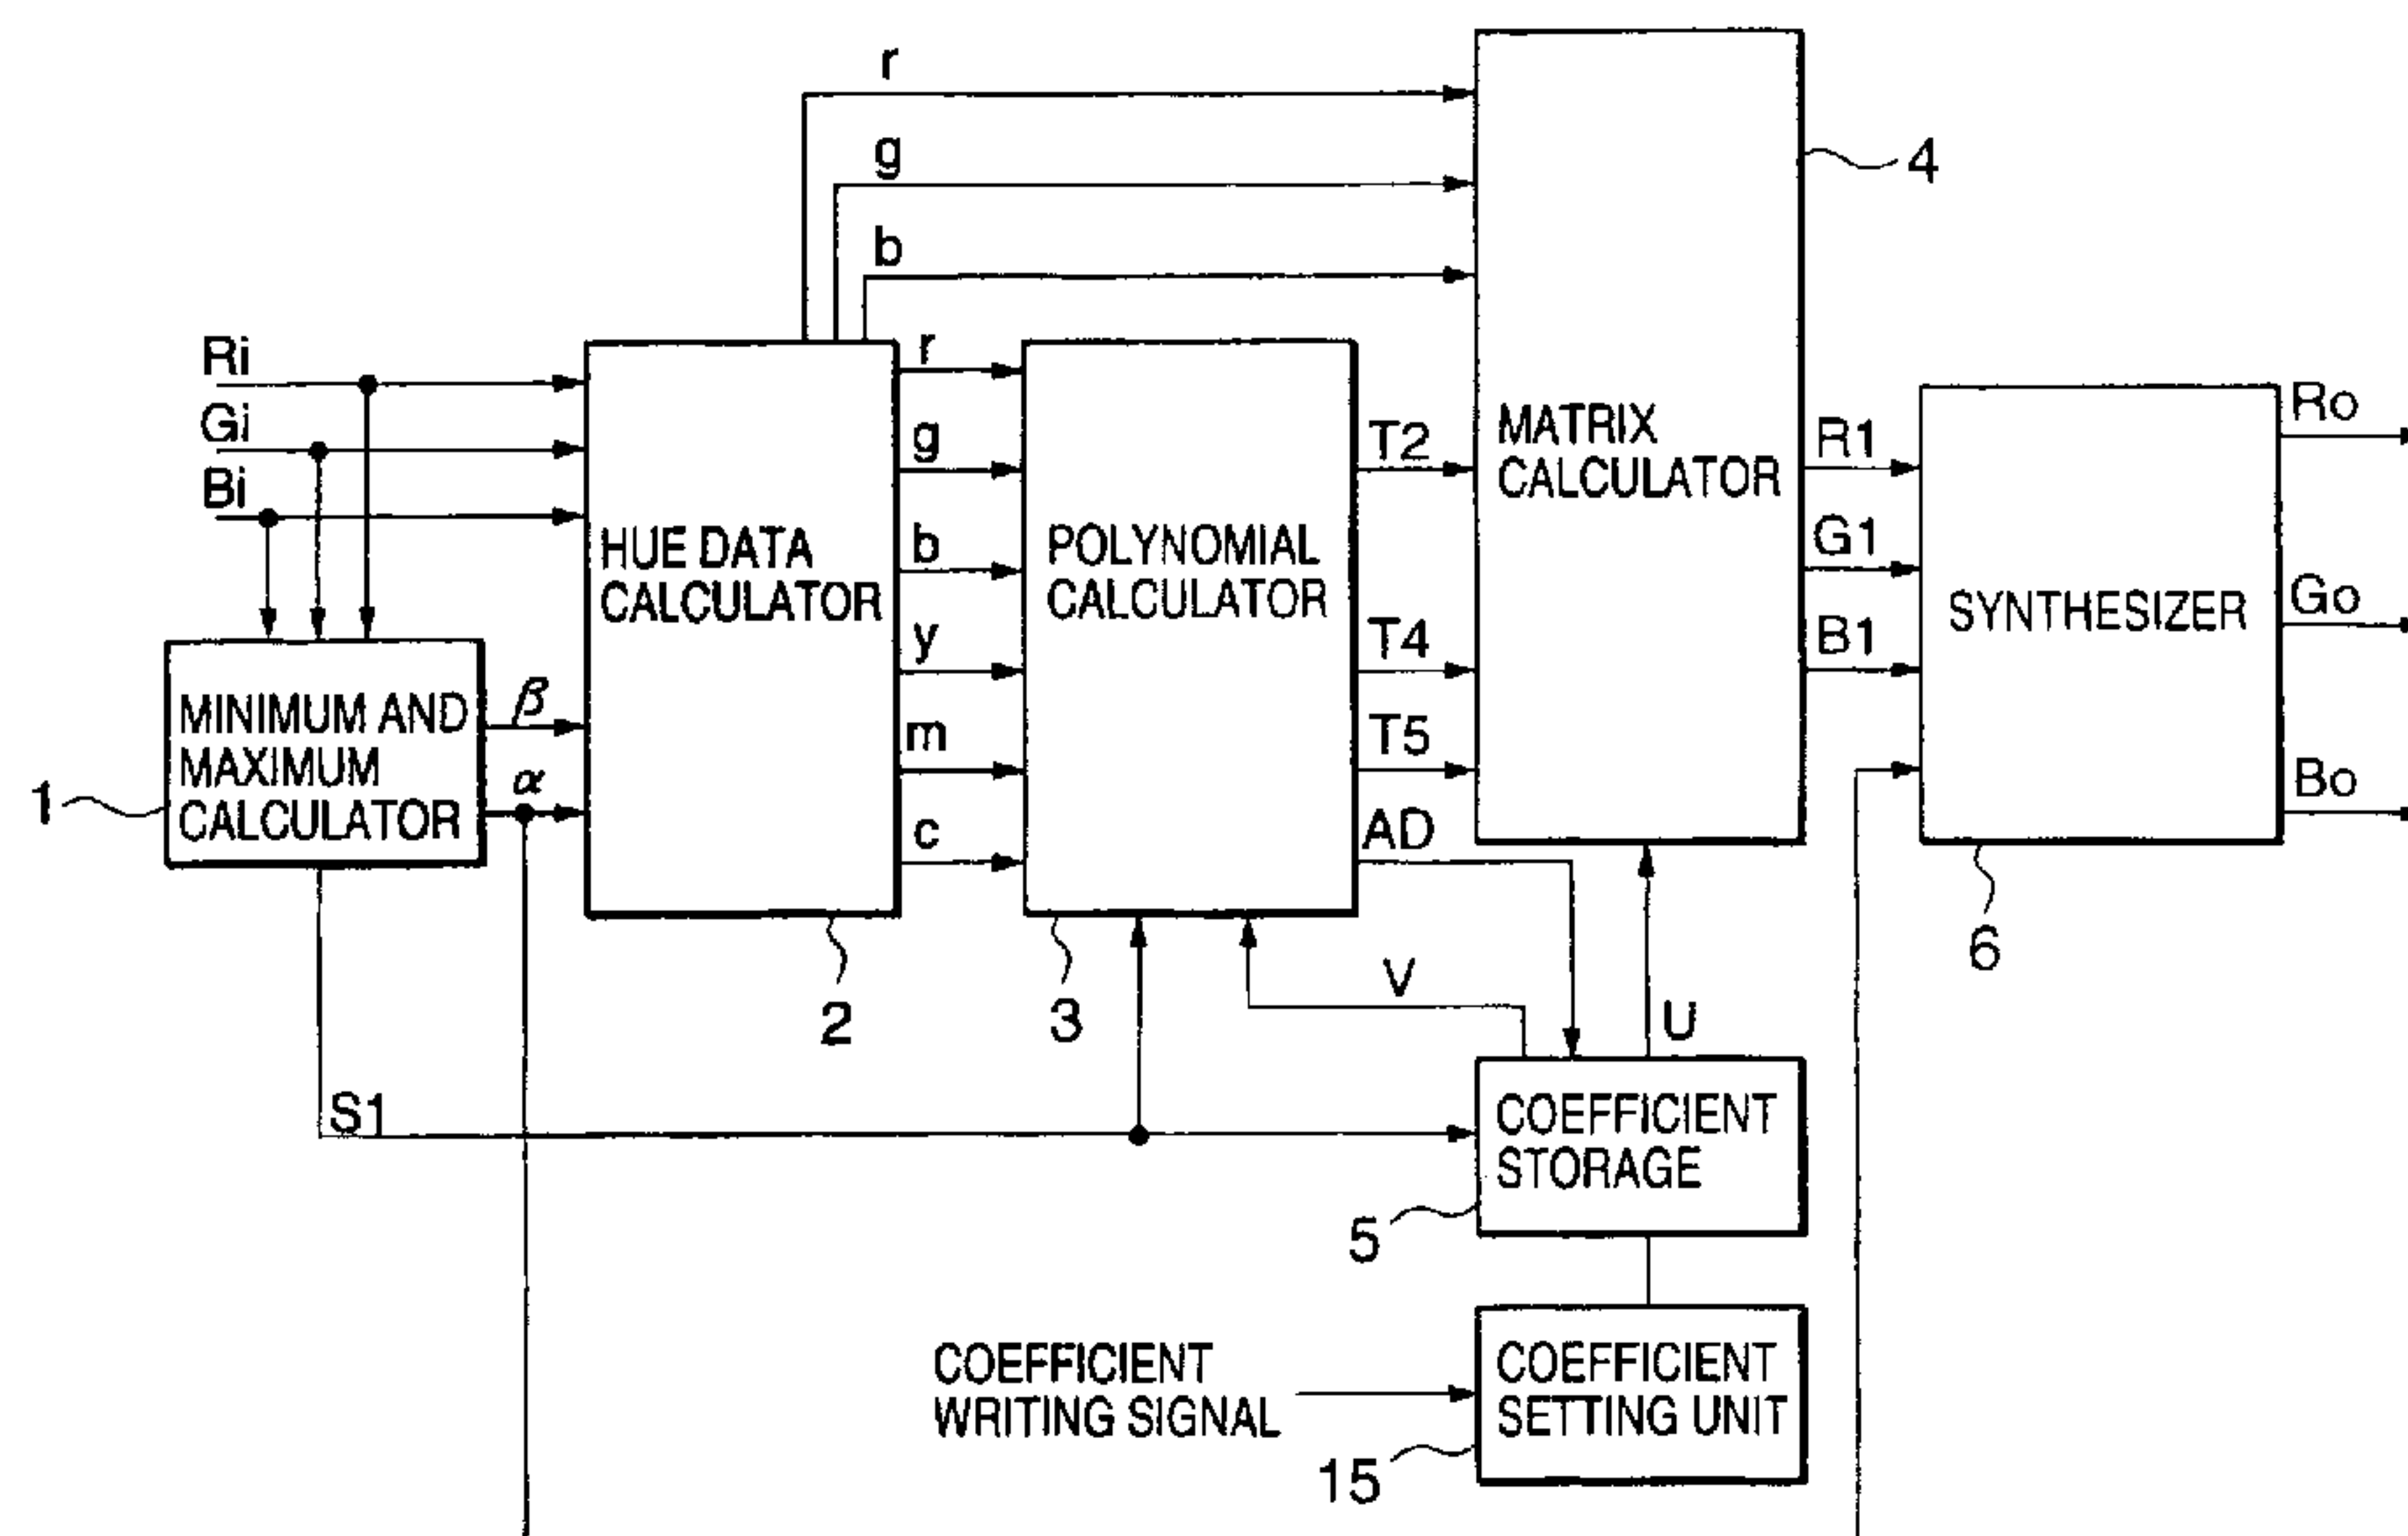 r
g
4
b
Ri
r
Gi
g
T2
MATRIX
CALCULATOR
R1
Ro
Bi
HUE DATA
CALCULATOR
b
POLYNOMIAL
CALCULATOR
G1
SYNTHESIZER
Go
y
T4
B1
MINIMUM AND
MAXIMUM
CALCULATOR
β
m
T5
1
α
c
AD
Bo
2
3
V
U
6
S1
COEFFICIENT
STORAGE
5
COEFFICIENT
WRITING SIGNAL
COEFFICIENT
SETTING UNIT
15